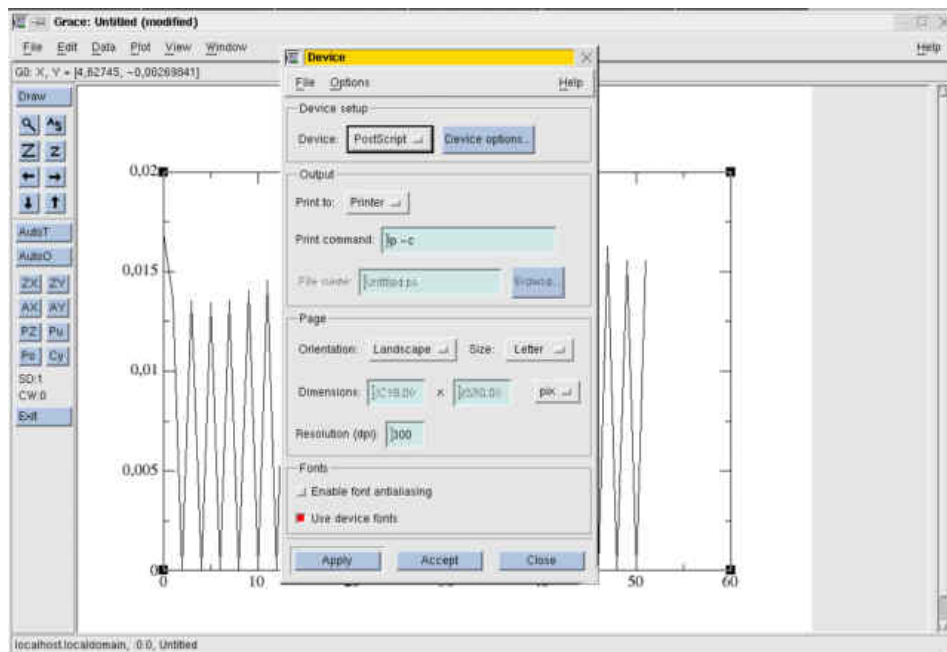 Grace: Untitled (modified)
File Edit Data Plot View Window Help
G0: X, Y = [4,62745, -0,00269841]
Draw
Z z
AutoT
AutoO
ZX ZY
AX AY
PZ Pu
Po Cy
SD:1
CW:0
Exit
0,02
0,015
0,01
0,005
0
0 10 50 60
Device
File Options Help
Device setup
Device: PostScript Device options...
Output
Print to: Printer
Print command: lp -c
File name: Untitled.ps Browse...
Page
Orientation: Landscape Size: Letter
Dimensions: x pix
Resolution (dpi) 300
Fonts
Enable font antialiasing
Use device fonts
Apply Accept Close
localhost.localdomain, :0.0, Untitled